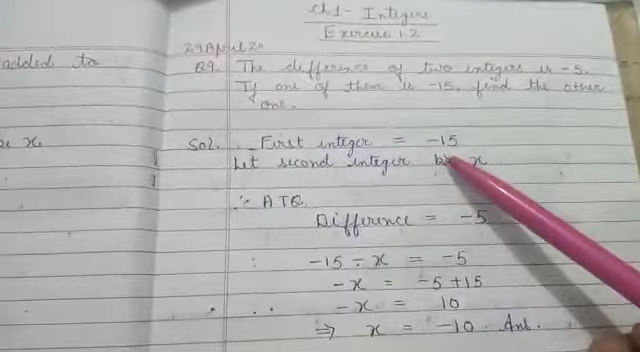 Ch 1 - Integers
Exercise 1.2
29 April 20
added to
Q9. The difference of two integers is -5.
If one of them is -15, find the other
one.
x
Sol. First integer = -15
Let second integer be x
∴ ATQ
Difference = -5
-15 - x = -5
-x = -5+15
∴ -x = 10
⇒ x = -10 Ans.